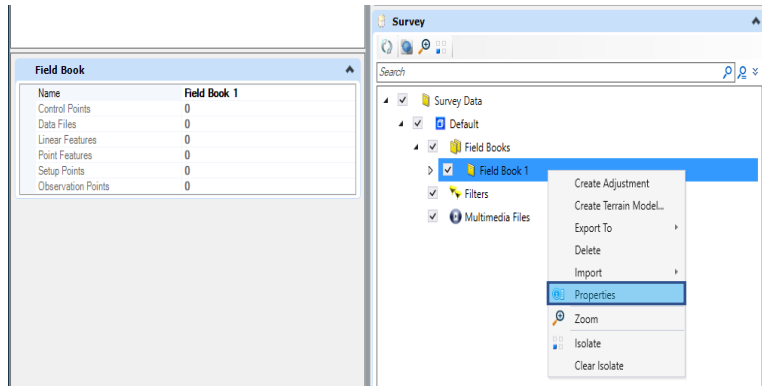 Field Book
Name Field Book 1
Control Points 0
Data Files 0
Linear Features 0
Point Features 0
Setup Points 0
Observation Points 0
Survey
Search
Survey Data
Default
Field Books
Field Book 1
Filters
Multimedia Files
Create Adjustment
Create Terrain Model...
Export To
Delete
Import
Properties
Zoom
Isolate
Clear Isolate